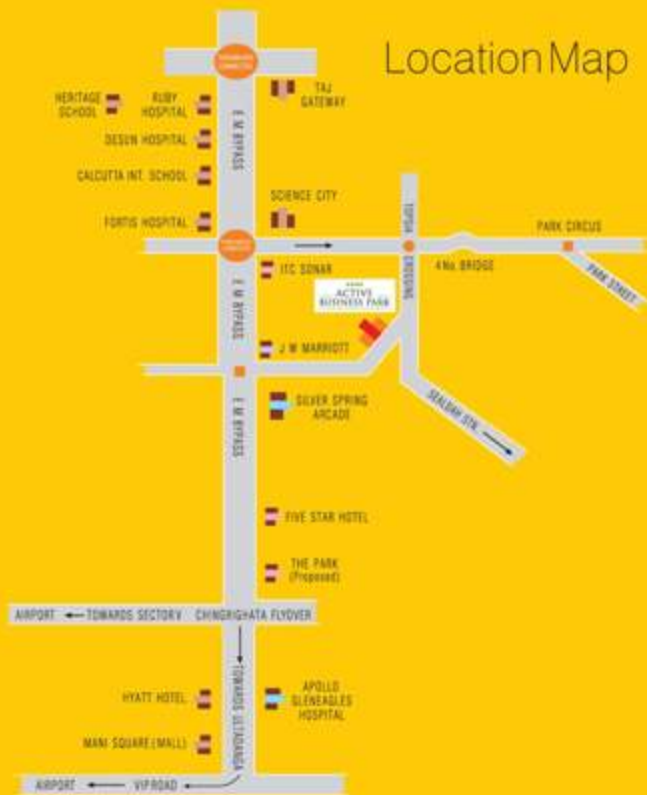 Location Map
TAJ
GATEWAY
HERITAGE
SCHOOL
RUBY
HOSPITAL
E M BYPASS
DESUN HOSPITAL
CALCUTTA INT. SCHOOL
SCIENCE CITY
FORTIS HOSPITAL
TOPSIA CROSSING
PARK CIRCUS
4 No. BRIDGE
PARK STREET
ITC SONAR
ACTIVE
BUSINESS PARK
E M BYPASS
J W MARRIOTT
SILVER SPRING
ARCADE
SEALDAH STN.
E M BYPASS
FIVE STAR HOTEL
THE PARK
(Proposed)
AIRPORT
TOWARDS SECTOR V
CHINGRIGHATA FLYOVER
TOWARDS ULTADANGA
HYATT HOTEL
APOLLO
GLENEAGLES
HOSPITAL
MANI SQUARE (MALL)
AIRPORT
VIP ROAD